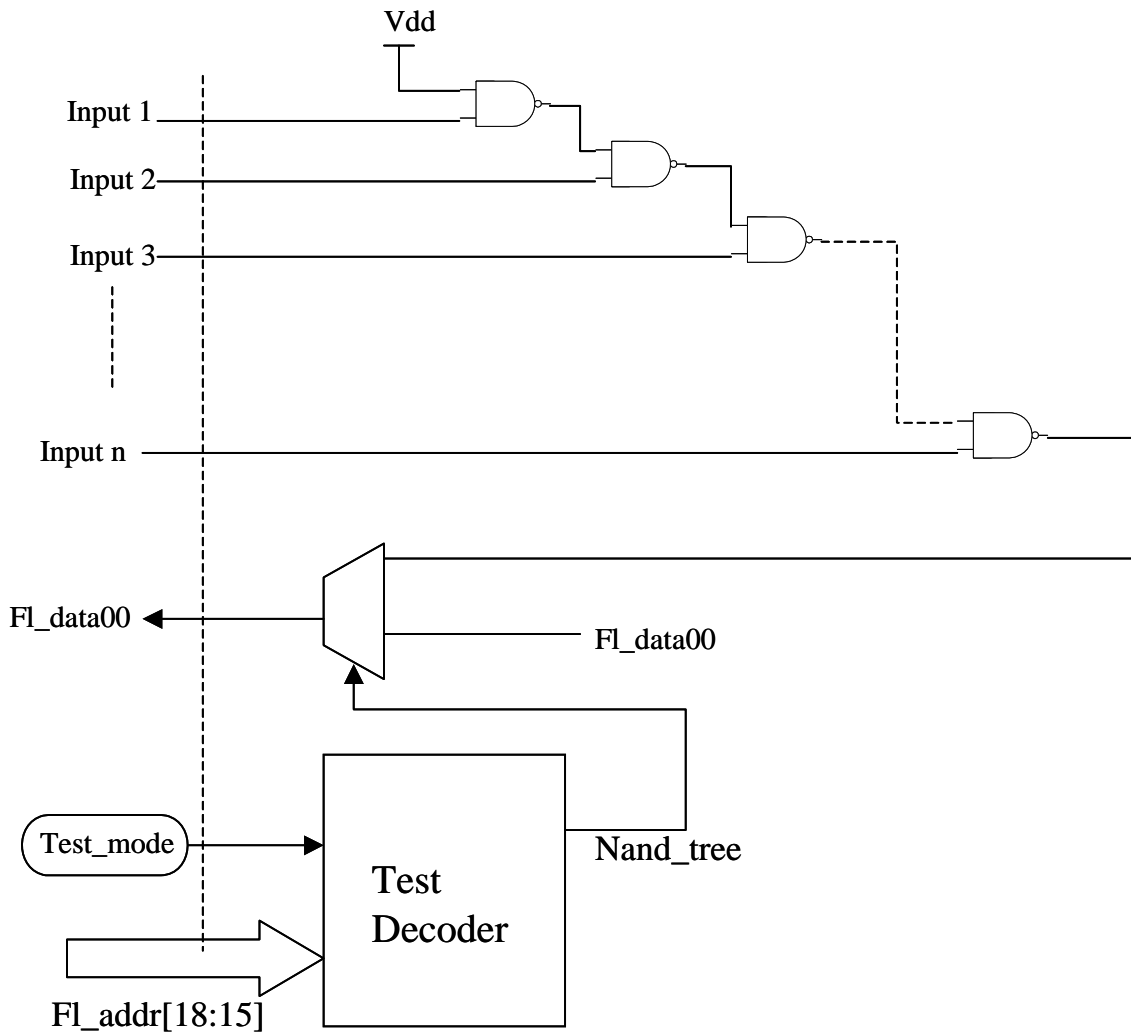 Vdd
Input 1
Input 2
Input 3
Input n
Fl_data00
Fl_data00
Test_mode
Nand_tree
Test
Decoder
Fl_addr[18:15]